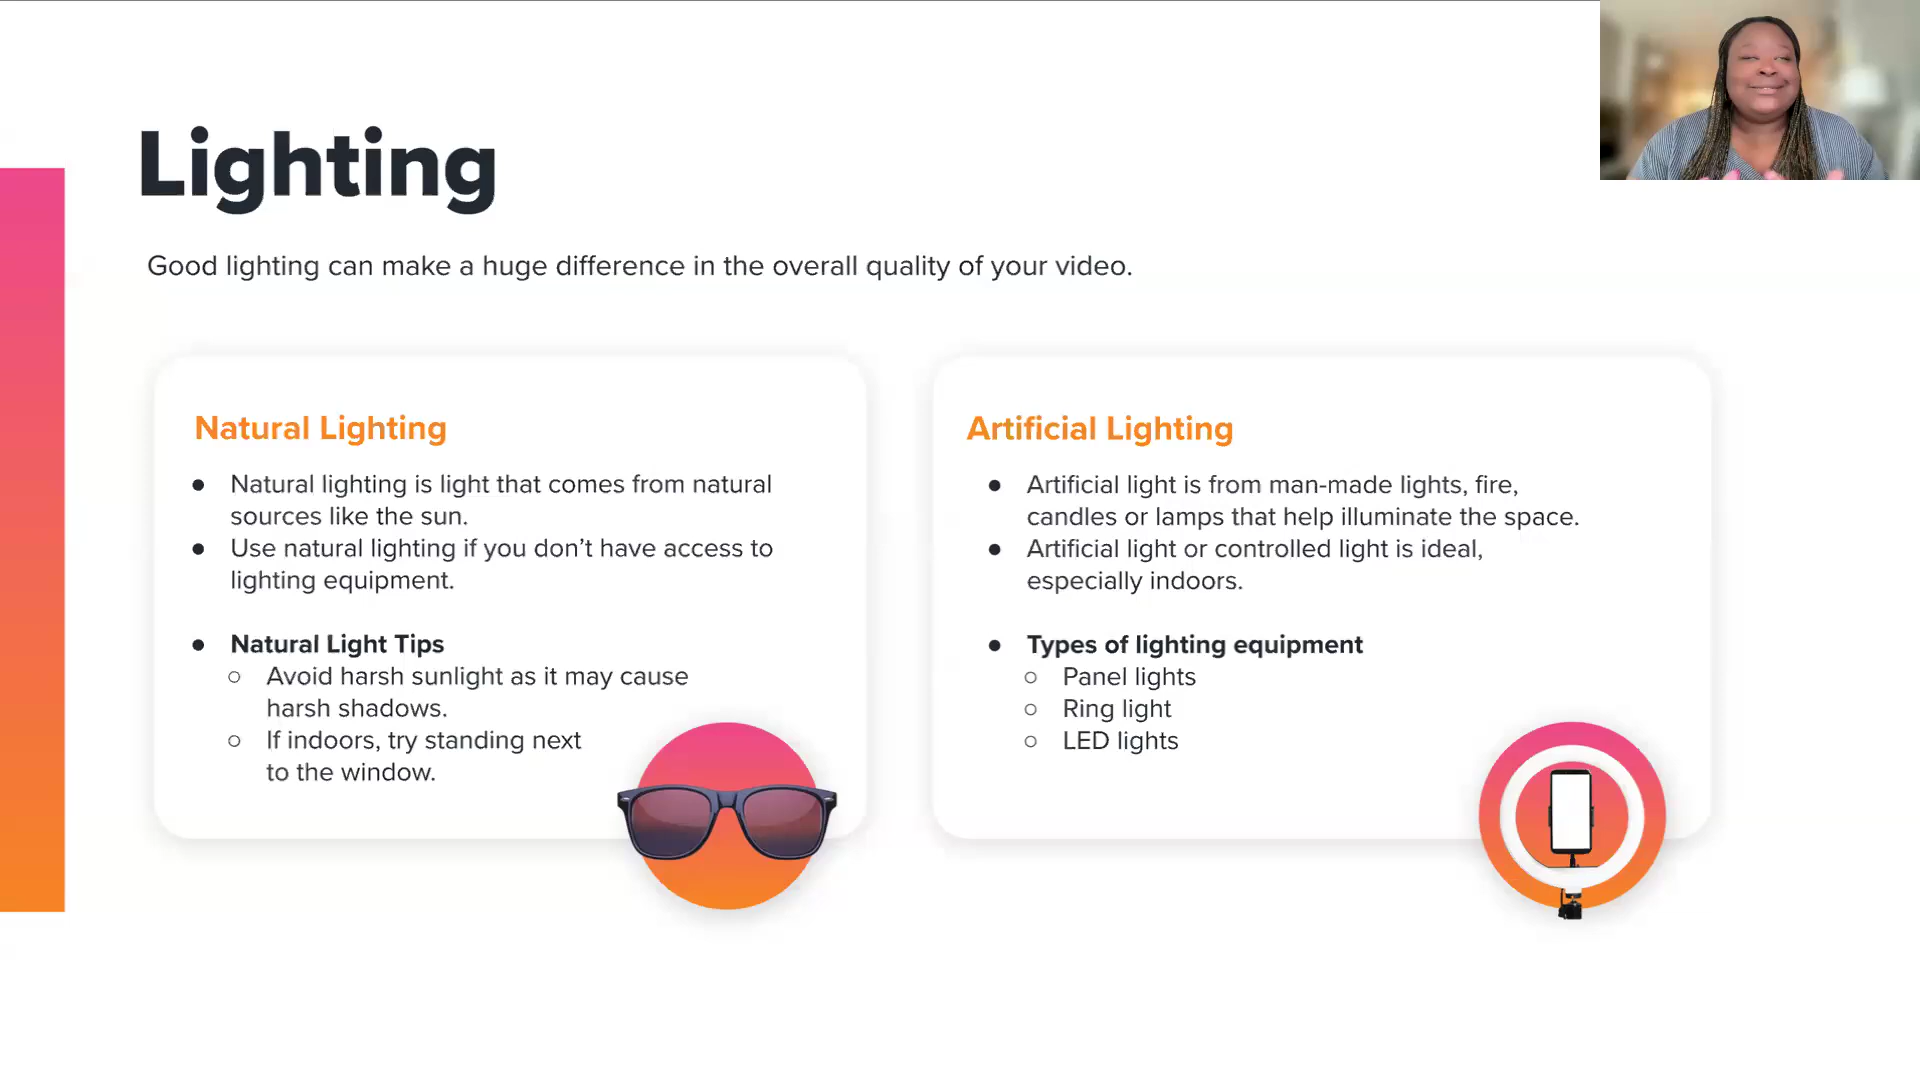 Lighting
Good lighting can make a huge difference in the overall quality of your video.
Natural Lighting
● Natural lighting is light that comes from natural
sources like the sun.
● Use natural lighting if you don’t have access to
lighting equipment.
● Natural Light Tips
○ Avoid harsh sunlight as it may cause
harsh shadows.
○ If indoors, try standing next
to the window.
Artificial Lighting
● Artificial light is from man-made lights, fire,
candles or lamps that help illuminate the space.
● Artificial light or controlled light is ideal,
especially indoors.
● Types of lighting equipment
○ Panel lights
○ Ring light
○ LED lights